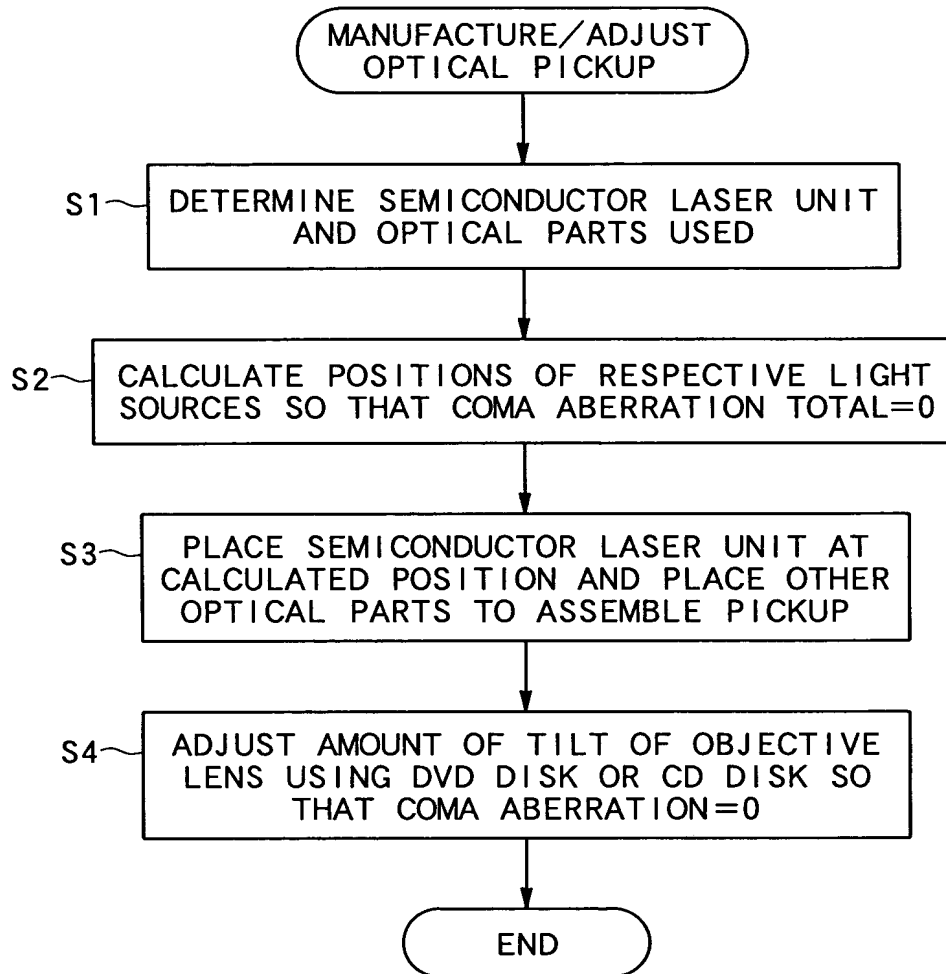 MANUFACTURE/ADJUST
OPTICAL PICKUP
S1
DETERMINE SEMICONDUCTOR LASER UNIT
AND OPTICAL PARTS USED
S2
CALCULATE POSITIONS OF RESPECTIVE LIGHT
SOURCES SO THAT COMA ABERRATION TOTAL=0
S3
PLACE SEMICONDUCTOR LASER UNIT AT
CALCULATED POSITION AND PLACE OTHER
OPTICAL PARTS TO ASSEMBLE PICKUP
S4
ADJUST AMOUNT OF TILT OF OBJECTIVE
LENS USING DVD DISK OR CD DISK SO
THAT COMA ABERRATION=0
END